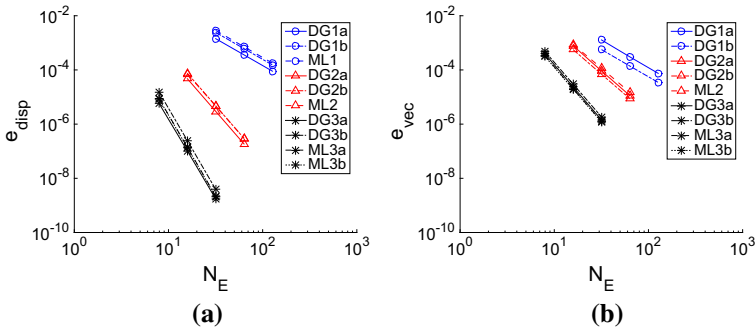 10^-2
10^-4
10^-6
10^-8
10^-10
e_disp
10^0
10^1
10^2
10^3
N_E
DG1a
DG1b
ML1
DG2a
DG2b
ML2
DG3a
DG3b
ML3a
ML3b
(a)
10^-2
10^-4
10^-6
10^-8
10^-10
e_vec
10^0
10^1
10^2
10^3
N_E
DG1a
DG1b
DG2a
DG2b
ML2
DG3a
DG3b
ML3a
ML3b
(b)